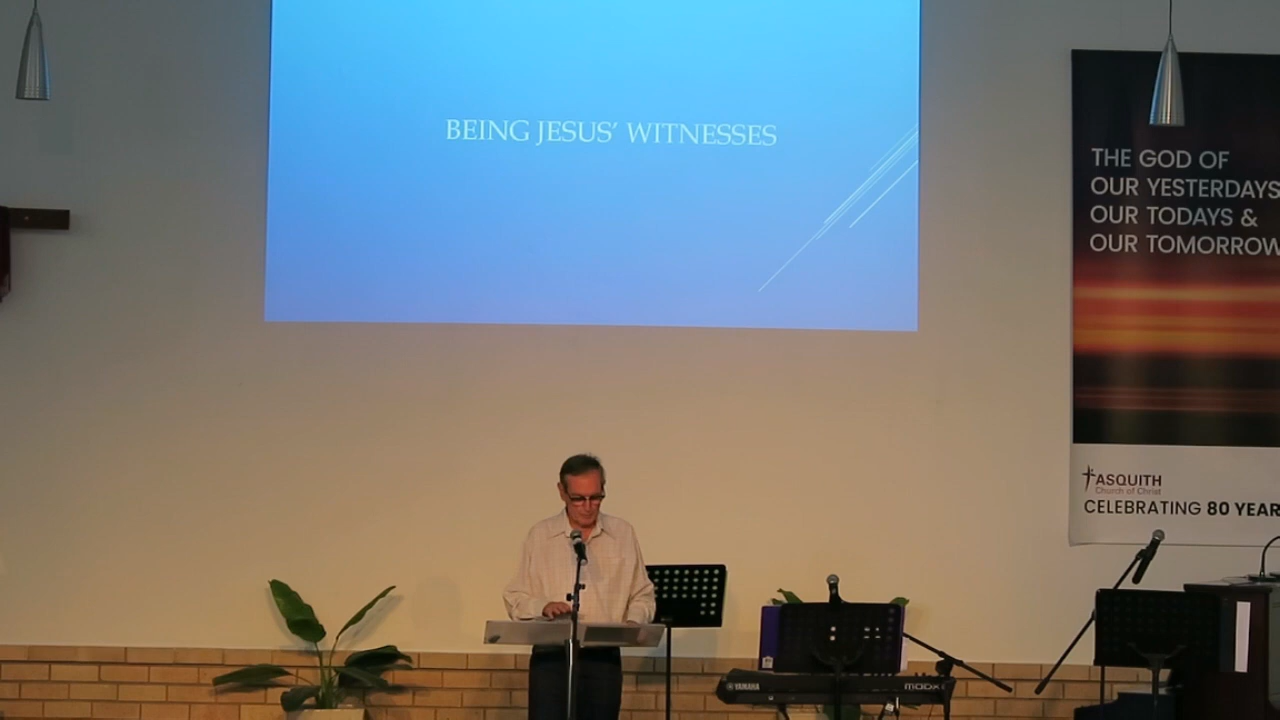 BEING JESUS' WITNESSES
THE GOD OF
OUR YESTERDAYS
OUR TODAYS &
OUR TOMORROW
ASQUITH
Church of Christ
CELEBRATING 80 YEAR
YAMAHA
MODX